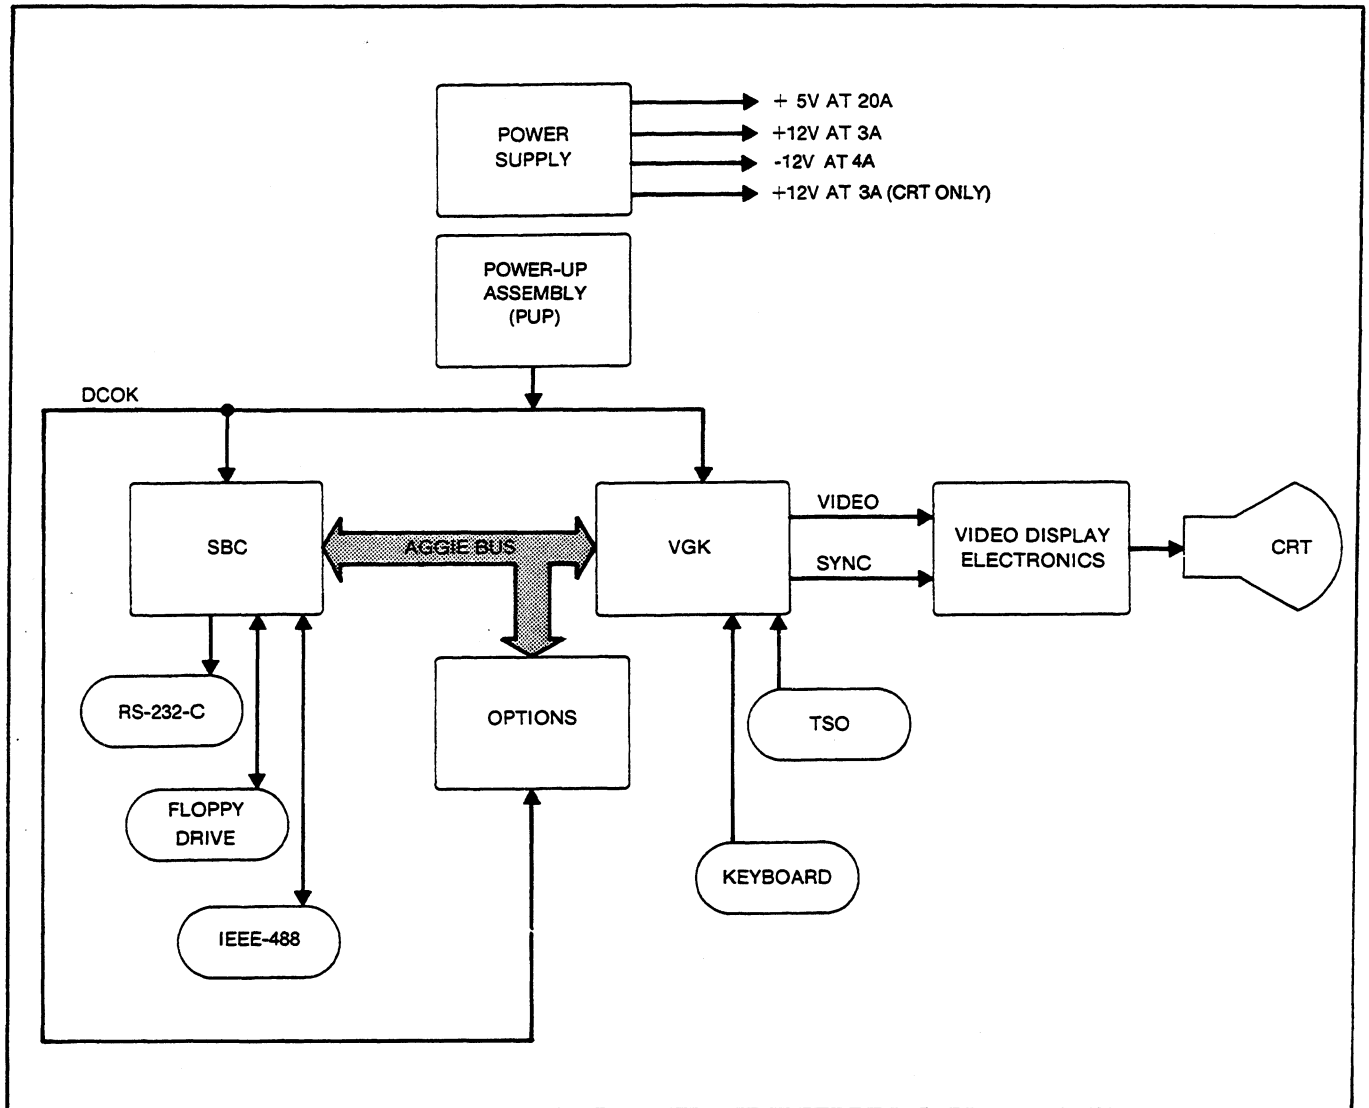 POWER
SUPPLY
+ 5V AT 20A
+12V AT 3A
-12V AT 4A
+12V AT 3A (CRT ONLY)
POWER-UP
ASSEMBLY
(PUP)
DCOK
SBC
AGGIE BUS
VGK
VIDEO
SYNC
VIDEO DISPLAY
ELECTRONICS
CRT
RS-232-C
OPTIONS
TSO
FLOPPY
DRIVE
KEYBOARD
IEEE-488